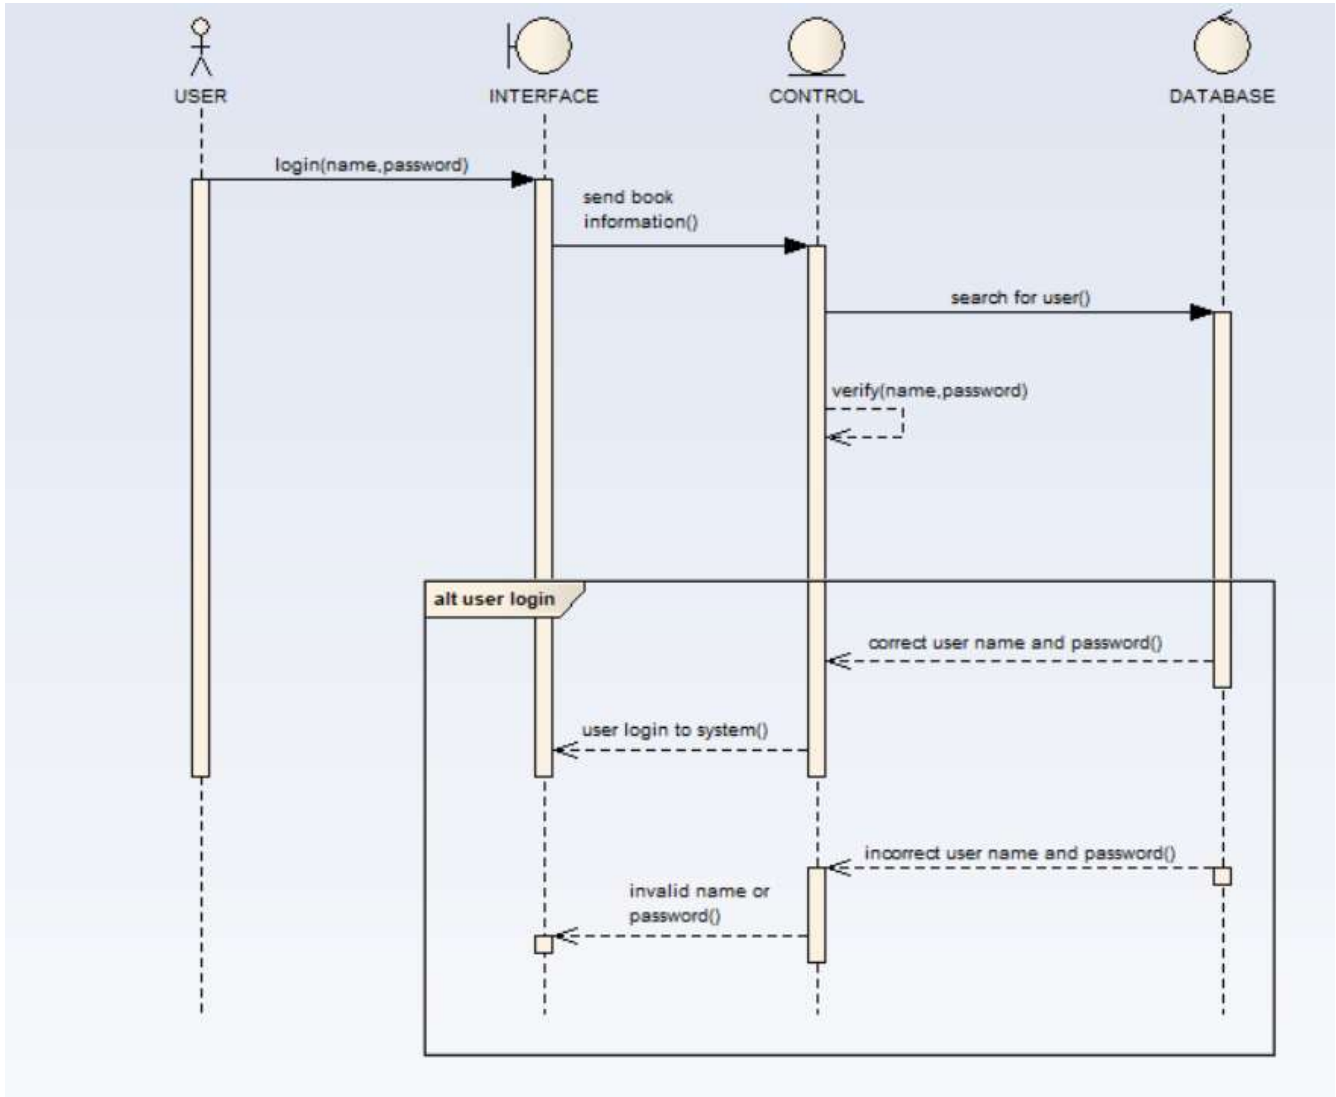 USER
INTERFACE
CONTROL
DATABASE
login(name,password)
send book
information()
search for user()
verify(name,password)
alt user login
correct user name and password()
user login to system()
incorrect user name and password()
invalid name or
password()